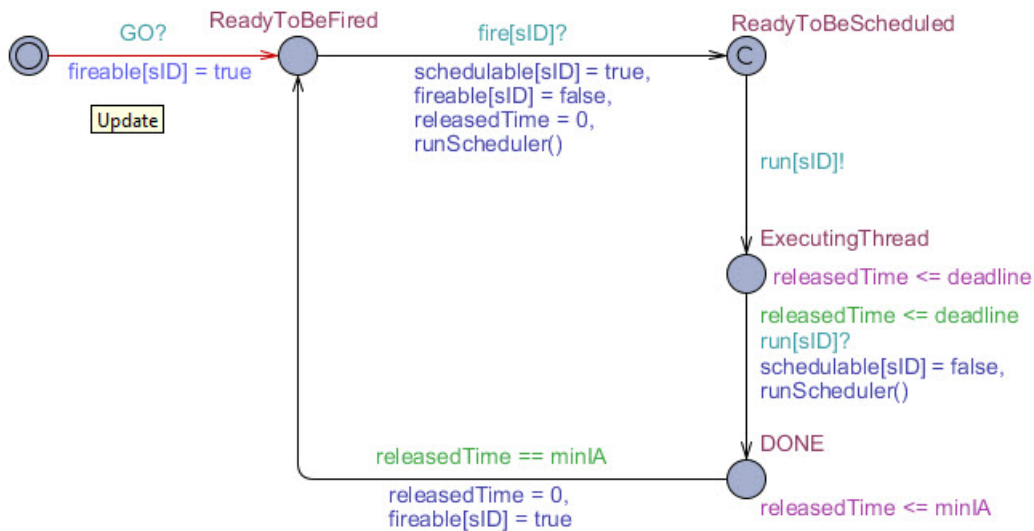 ReadyToBeFired
ReadyToBeScheduled
GO?
fireable[sID] = true
Update
fire[sID]?
schedulable[sID] = true,
fireable[sID] = false,
releasedTime = 0,
runScheduler()
C
run[sID]!
ExecutingThread
releasedTime <= deadline
releasedTime <= deadline
run[sID]?
schedulable[sID] = false,
runScheduler()
DONE
releasedTime <= minIA
releasedTime == minIA
releasedTime = 0,
fireable[sID] = true